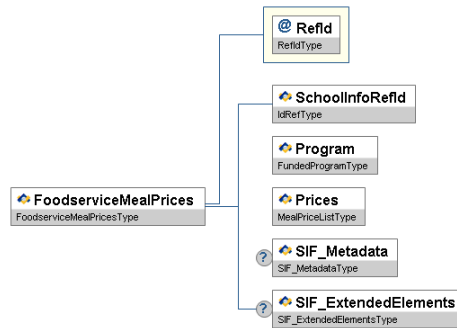 @ RefId
RefIdType
SchoolInfoRefId
IdRefType
Program
FundedProgramType
FoodserviceMealPrices
FoodserviceMealPricesType
Prices
MealPriceListType
? SIF_Metadata
SIF_MetadataType
? SIF_ExtendedElements
SIF_ExtendedElementsType